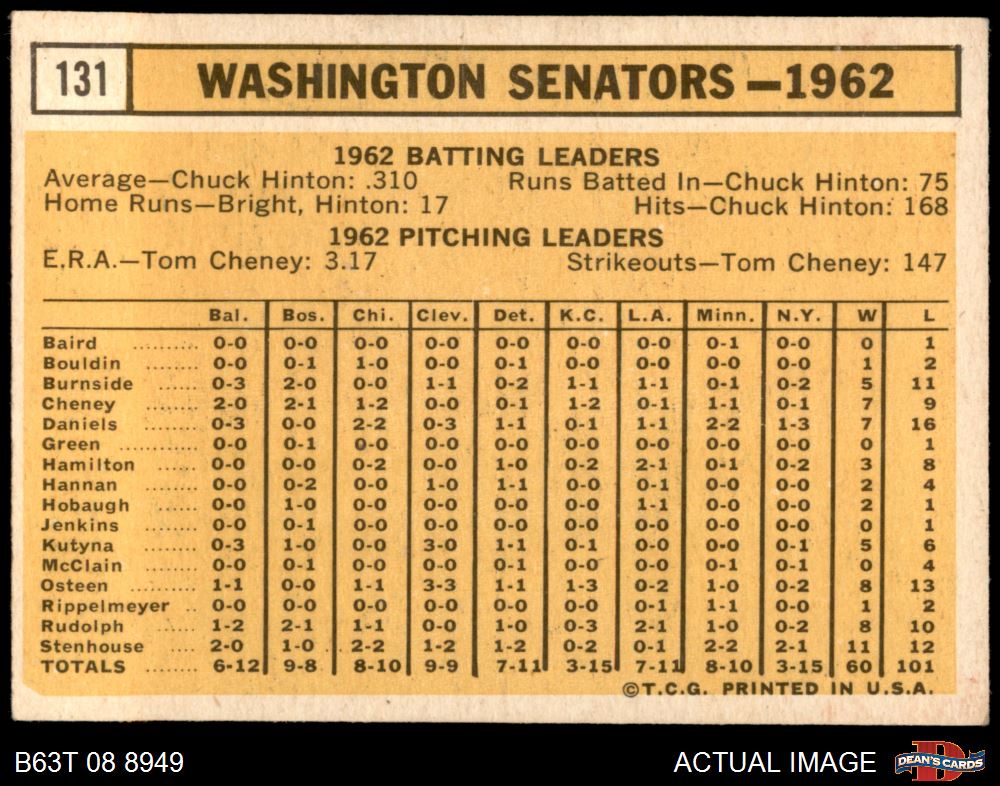 131 WASHINGTON SENATORS—1962
1962 BATTING LEADERS
Average—Chuck Hinton: .310 Runs Batted In—Chuck Hinton: 75
Home Runs—Bright, Hinton: 17 Hits—Chuck Hinton: 168
1962 PITCHING LEADERS
E.R.A.—Tom Cheney: 3.17 Strikeouts—Tom Cheney: 147
Bal. Bos. Chi. Clev. Det. K.C. L.A. Minn. N.Y. W L
Baird .......... 0-0 0-0 0-0 0-0 0-0 0-0 0-0 0-1 0-0 0 1
Bouldin ........ 0-0 0-1 1-0 0-0 0-1 0-0 0-0 0-0 0-0 1 2
Burnside ...... 0-3 2-0 0-0 1-1 0-2 1-1 1-1 0-1 0-2 5 11
Cheney ........ 2-0 2-1 1-2 0-0 0-1 1-2 0-1 1-1 0-1 7 9
Daniels ........ 0-3 0-0 2-2 0-3 1-1 0-1 1-1 2-2 1-3 7 16
Green .......... 0-0 0-1 0-0 0-0 0-0 0-0 0-0 0-0 0-0 0 1
Hamilton ...... 0-0 0-0 0-2 0-0 1-0 0-2 2-1 0-1 0-2 3 8
Hannan ........ 0-0 0-2 0-0 1-0 1-1 0-1 0-0 0-0 0-0 2 4
Hobaugh ...... 0-0 1-0 0-0 0-0 0-0 0-0 1-1 0-0 0-0 2 1
Jenkins ........ 0-0 0-1 0-0 0-0 0-0 0-0 0-0 0-0 0-0 0 1
Kutyna ........ 0-3 1-0 0-0 3-0 1-1 0-1 0-0 0-0 0-1 5 6
McClain ........ 0-0 0-1 0-0 0-0 0-1 0-0 0-0 0-1 0-1 0 4
Osteen .......... 1-1 0-0 1-1 3-3 1-1 1-3 0-2 1-0 0-2 8 13
Rippelmeyer .. 0-0 0-0 0-0 0-0 0-0 0-0 0-1 1-1 0-0 1 2
Rudolph ...... 1-2 2-1 1-1 0-0 1-0 0-3 2-1 1-0 0-2 8 10
Stenhouse .... 2-0 1-0 2-2 1-2 1-2 0-2 0-1 2-2 2-1 11 12
TOTALS ........ 6-12 9-8 8-10 9-9 7-11 3-15 7-11 8-10 3-15 60 101
©T.C.G. PRINTED IN U.S.A.
B63T 08 8949 ACTUAL IMAGE DEAN'S CARDS